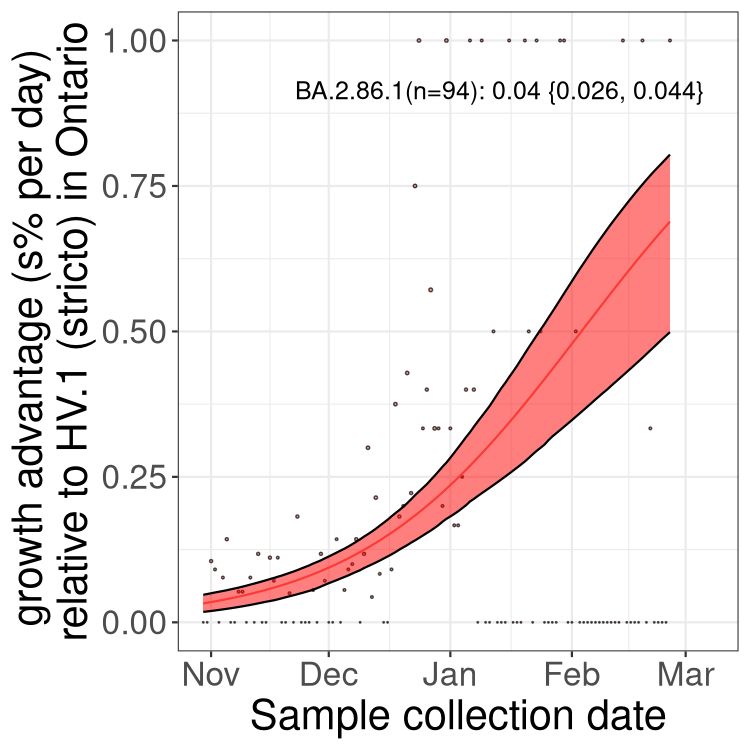 growth advantage (s% per day)
relative to HV.1 (stricto) in Ontario
1.00
0.75
0.50
0.25
0.00
BA.2.86.1(n=94): 0.04 {0.026, 0.044}
Nov Dec Jan Feb Mar
Sample collection date